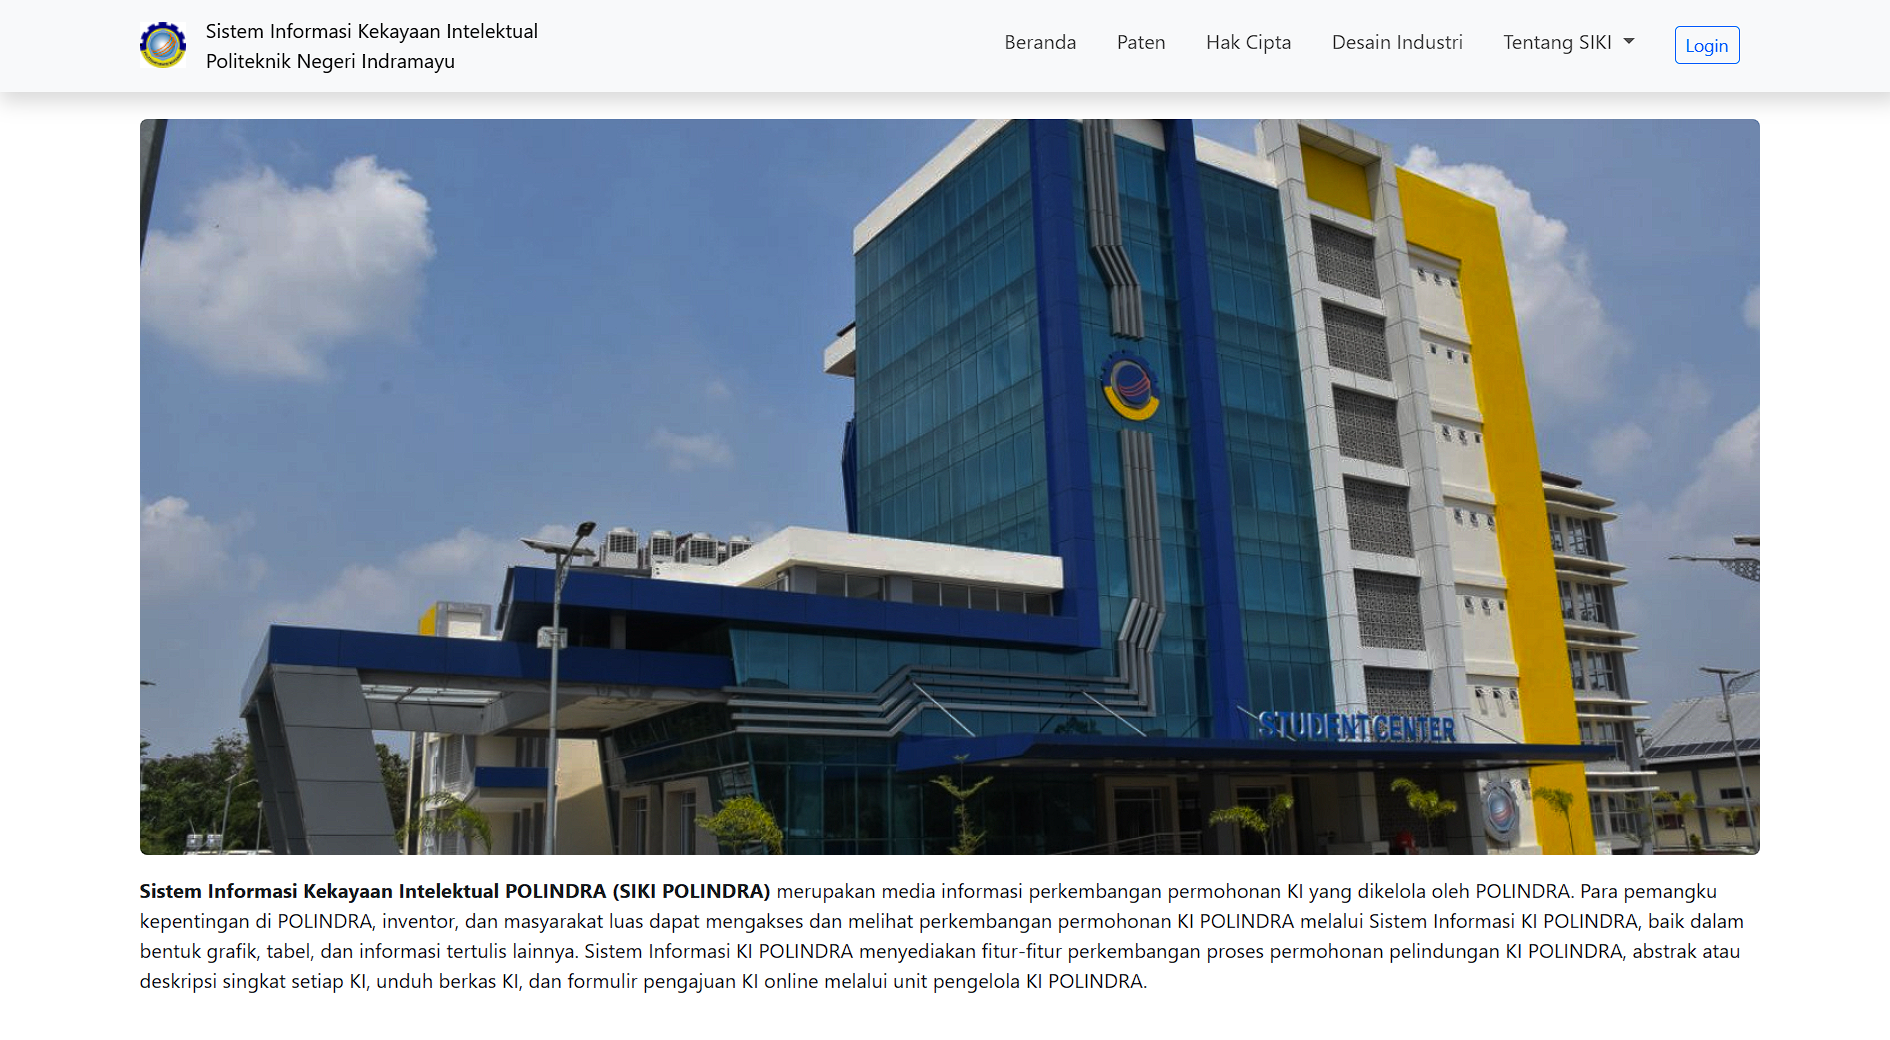 Sistem Informasi Kekayaan Intelektual
Politeknik Negeri Indramayu
Beranda Paten Hak Cipta Desain Industri Tentang SIKI Login
STUDENT CENTER
Sistem Informasi Kekayaan Intelektual POLINDRA (SIKI POLINDRA) merupakan media informasi perkembangan permohonan KI yang dikelola oleh POLINDRA. Para pemangku
kepentingan di POLINDRA, inventor, dan masyarakat luas dapat mengakses dan melihat perkembangan permohonan KI POLINDRA melalui Sistem Informasi KI POLINDRA, baik dalam
bentuk grafik, tabel, dan informasi tertulis lainnya. Sistem Informasi KI POLINDRA menyediakan fitur-fitur perkembangan proses permohonan pelindungan KI POLINDRA, abstrak atau
deskripsi singkat setiap KI, unduh berkas KI, dan formulir pengajuan KI online melalui unit pengelola KI POLINDRA.